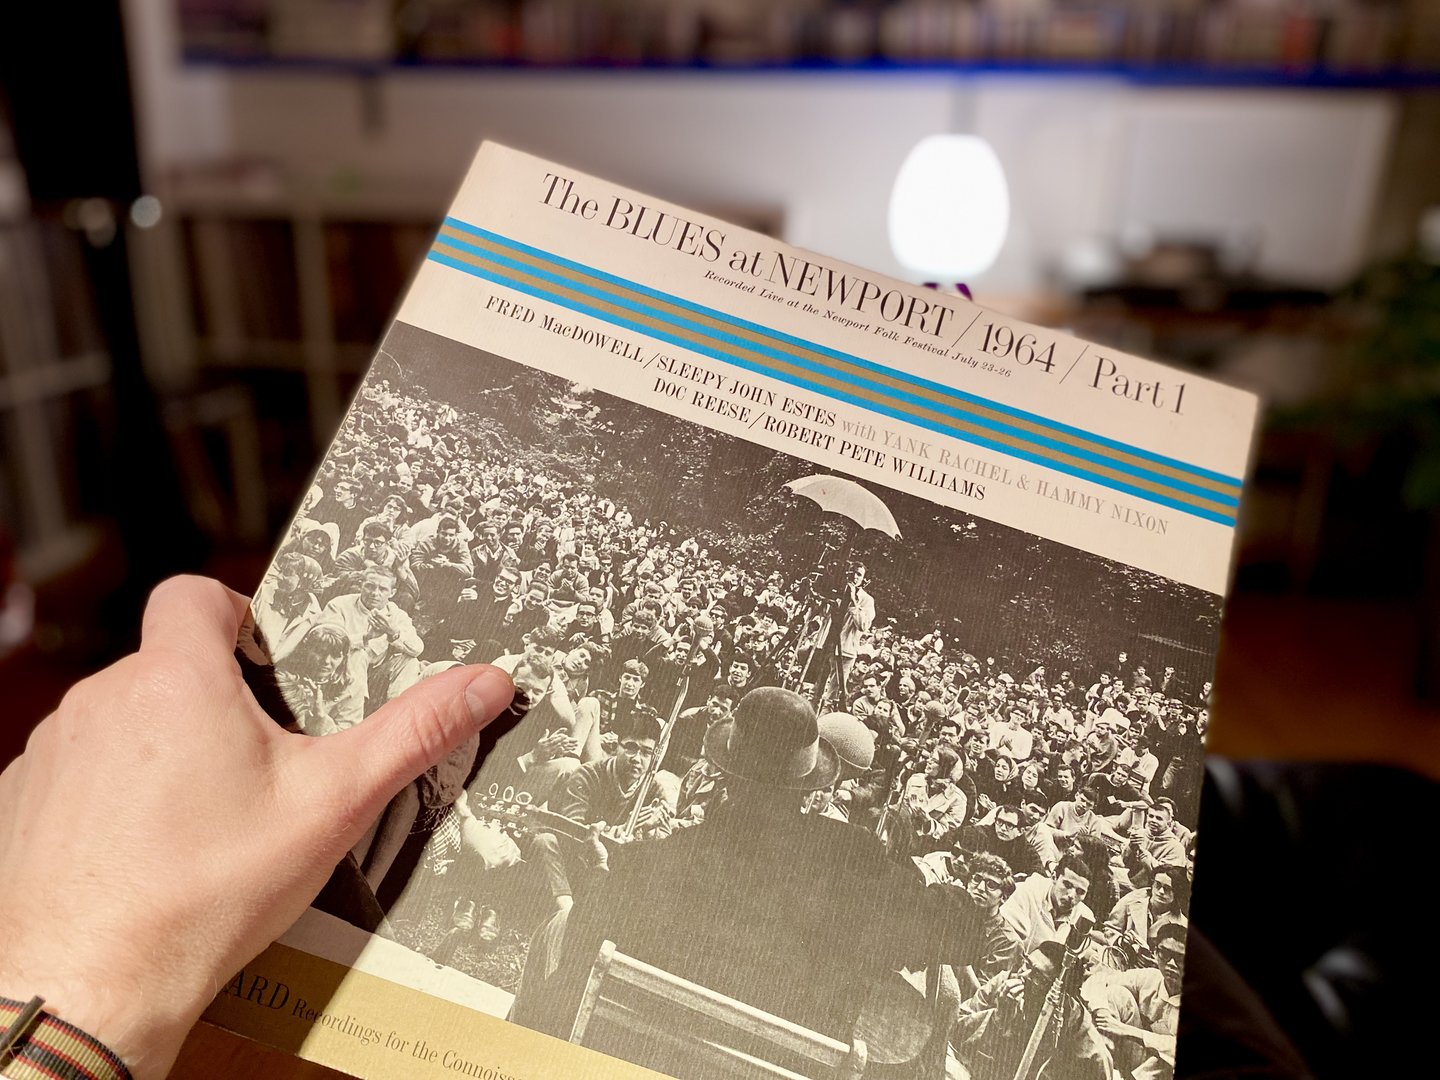 The BLUES at NEWPORT / 1964 / Part 1
Recorded Live at the Newport Folk Festival July 23-26
FRED MacDOWELL / SLEEPY JOHN ESTES with YANK RACHEL & HAMMY NIXON
DOC REESE / ROBERT PETE WILLIAMS
ARD Recordings for the Connoiss